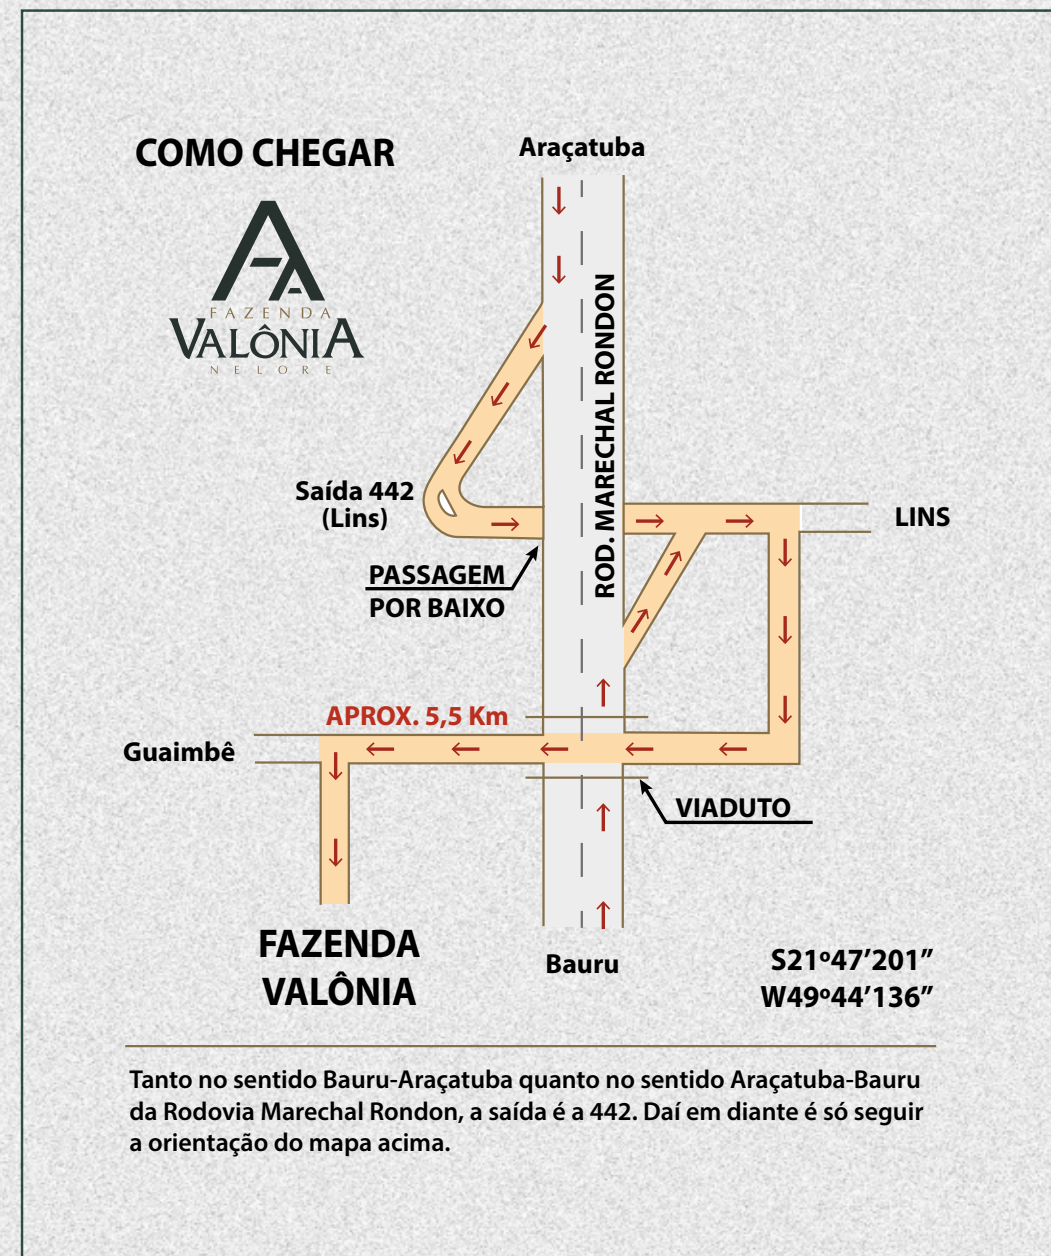 COMO CHEGAR
Araçatuba
FAZENDA
VALÔNIA
NELORE
ROD. MARECHAL RONDON
Saída 442
(Lins)
LINS
PASSAGEM
POR BAIXO
APROX. 5,5 Km
Guaimbê
VIADUTO
FAZENDA
VALÔNIA
Bauru
S21º47’201”
W49º44’136”
Tanto no sentido Bauru-Araçatuba quanto no sentido Araçatuba-Bauru
da Rodovia Marechal Rondon, a saída é a 442. Daí em diante é só seguir
a orientação do mapa acima.